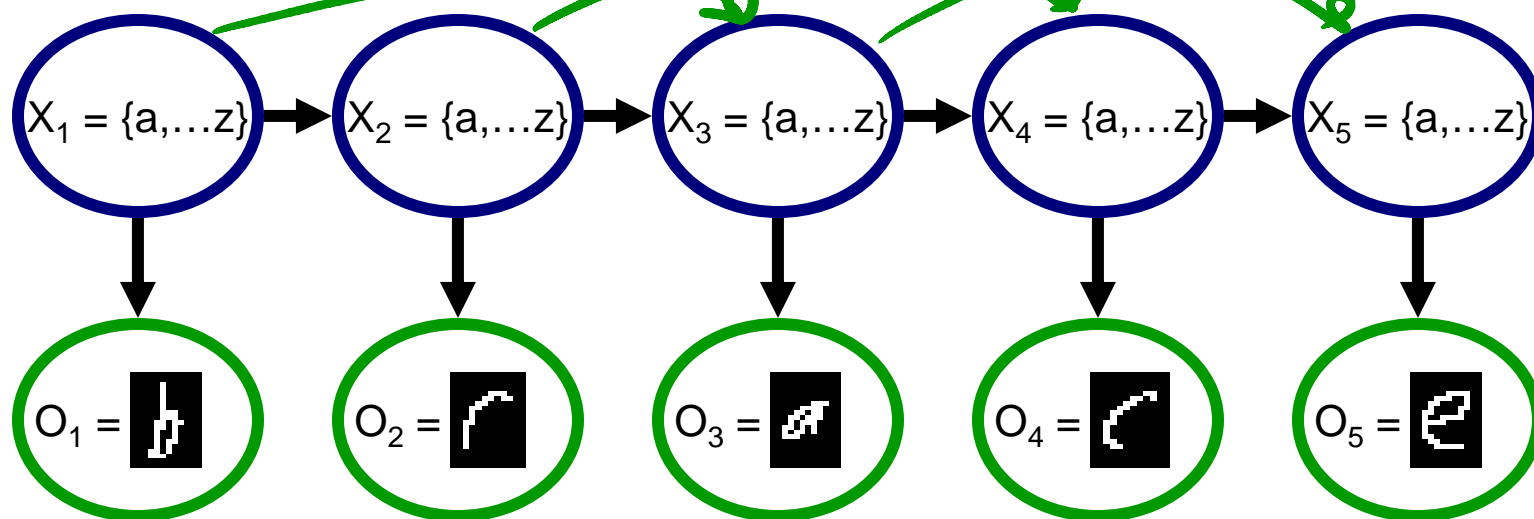 X₁ = {a,…z} X₂ = {a,…z} X₃ = {a,…z} X₄ = {a,…z} X₅ = {a,…z}
O₁ = b O₂ = r O₃ = a O₄ = c O₅ = e